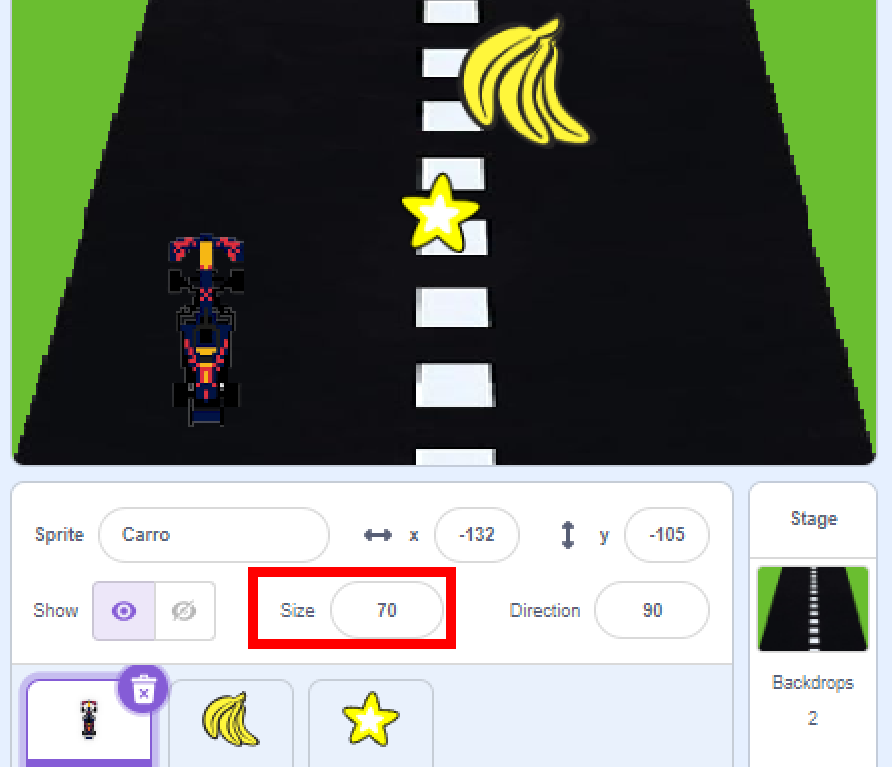 Sprite Carro x -132 y -105
Show Size 70 Direction 90
Stage
Backdrops
2